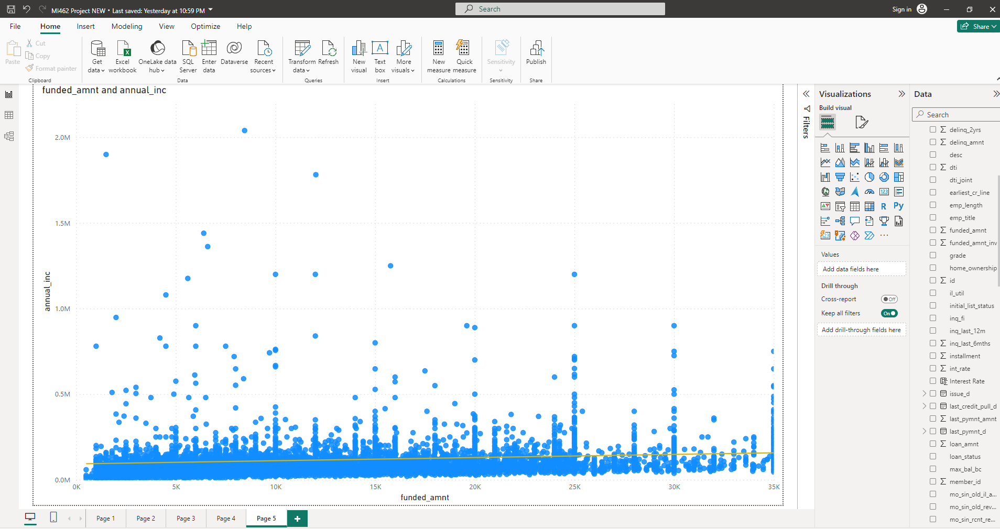 MI462 Project NEW • Last saved: Yesterday at 10:59 PM
Search
Sign in
File Home Insert Modeling View Optimize Help
Share
Paste
Cut
Copy
Format painter
Clipboard
Get data
Excel workbook
OneLake data hub
SQL Server
Enter data
Dataverse
Recent sources
Data
Transform data
Refresh
Queries
New visual
Text box
More visuals
Insert
New measure
Quick measure
Calculations
Sensitivity
Sensitivity
Publish
Share
funded_amnt and annual_inc
2.0M
1.5M
1.0M
0.5M
0.0M
annual_inc
0K 5K 10K 15K 20K 25K 30K 35K
funded_amnt
Page 1 Page 2 Page 3 Page 4 Page 5
Filters
Visualizations
Build visual
123
R
Py
123
Values
Add data fields here
Drill through
Cross-report
Off
Keep all filters
On
Add drill-through fields here
Data
Search
delinq_2yrs
delinq_amnt
desc
dti
dti_joint
earliest_cr_line
emp_length
emp_title
funded_amnt
funded_amnt_inv
grade
home_ownership
id
il_util
initial_list_status
inq_fi
inq_last_12m
inq_last_6mths
installment
int_rate
Interest Rate
issue_d
last_credit_pull_d
last_pymnt_amnt
last_pymnt_d
loan_amnt
loan_status
max_bal_bc
member_id
mo_sin_old_il_a...
mo_sin_old_rev...
mo_sin_rcnt_re...